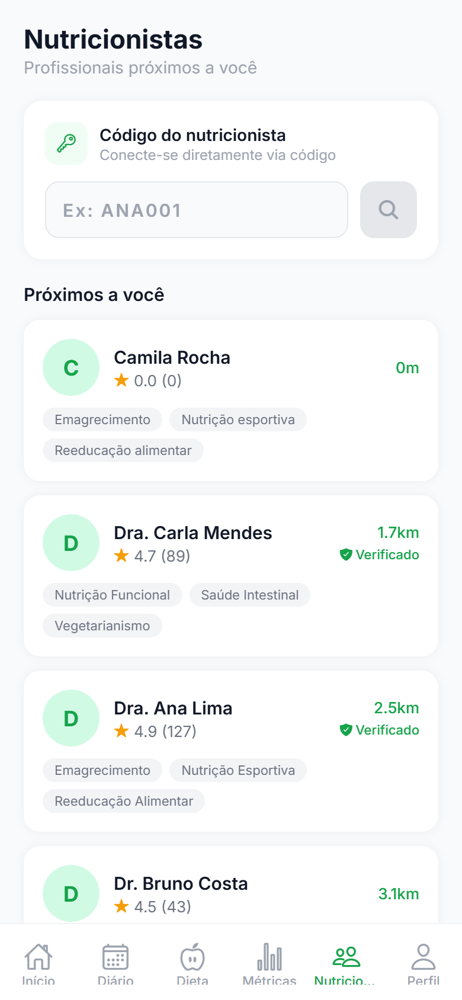 Nutricionistas
Profissionais próximos a você
Código do nutricionista
Conecte-se diretamente via código
Ex: ANA001
Próximos a você
C
Camila Rocha
0.0 (0)
0m
Emagrecimento
Nutrição esportiva
Reeducação alimentar
D
Dra. Carla Mendes
4.7 (89)
1.7km
Verificado
Nutrição Funcional
Saúde Intestinal
Vegetarianismo
D
Dra. Ana Lima
4.9 (127)
2.5km
Verificado
Emagrecimento
Nutrição Esportiva
Reeducação Alimentar
D
Dr. Bruno Costa
4.5 (43)
3.1km
Início
Diário
Dieta
Métricas
Nutricio...
Perfil